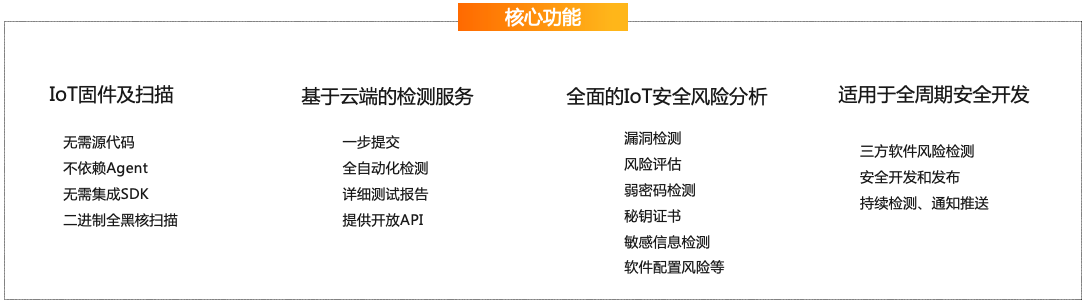 核心功能
IoT固件及扫描
无需源代码
不依赖Agent
无需集成SDK
二进制全黑核扫描
基于云端的检测服务
一步提交
全自动化检测
详细测试报告
提供开放API
全面的IoT安全风险分析
漏洞检测
风险评估
弱密码检测
秘钥证书
敏感信息检测
软件配置风险等
适用于全周期安全开发
三方软件风险检测
安全开发和发布
持续检测、通知推送